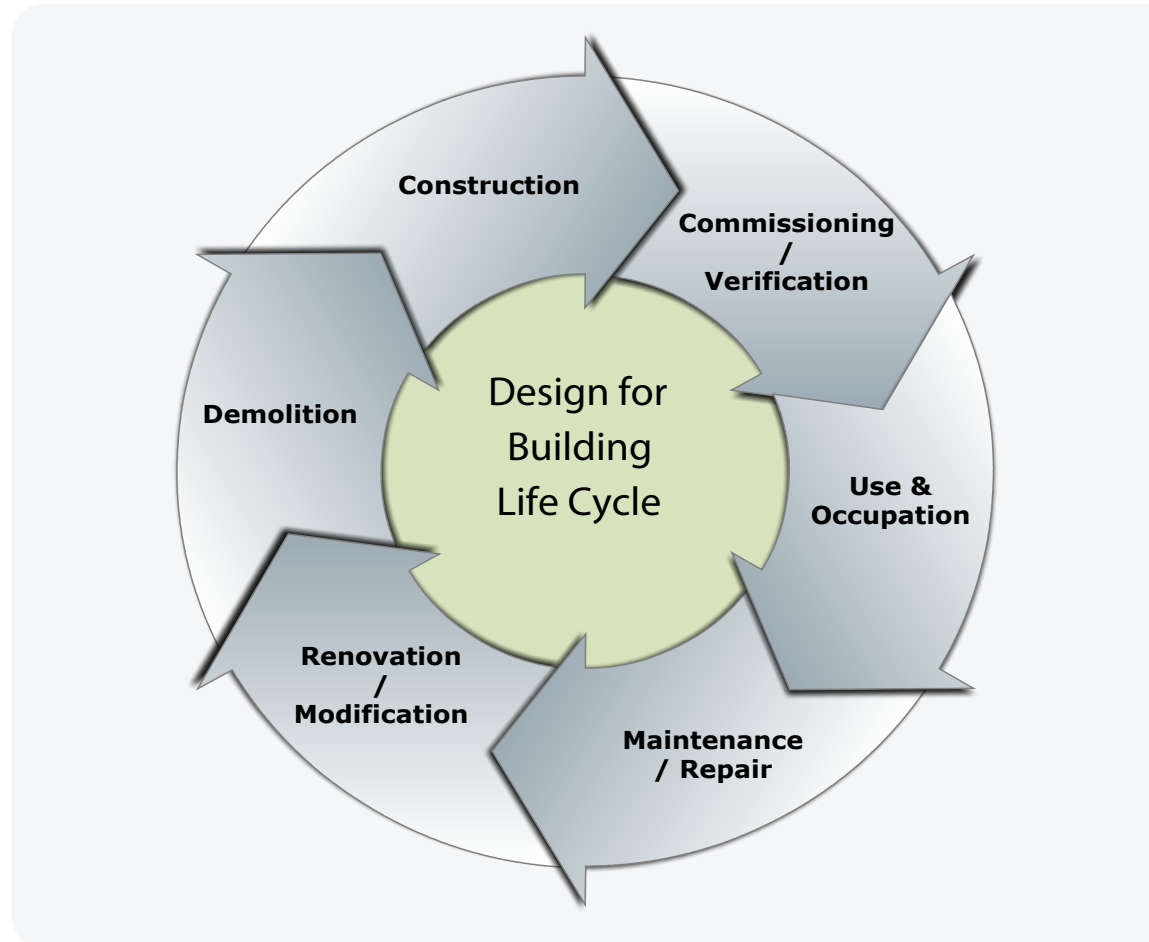 Construction
Commissioning
/
Verification
Use &
Occupation
Maintenance
/ Repair
Renovation
/
Modification
Demolition
Design for
Building
Life Cycle